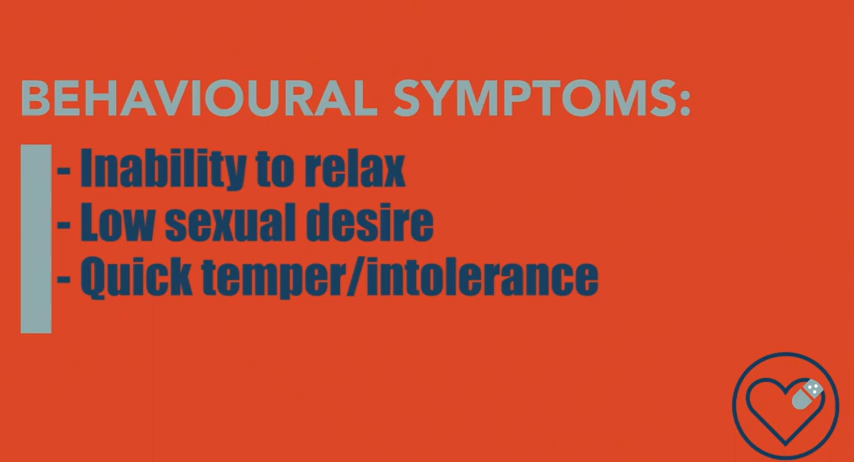 BEHAVIOURAL SYMPTOMS:
- Inability to relax
- Low sexual desire
- Quick temper/intolerance